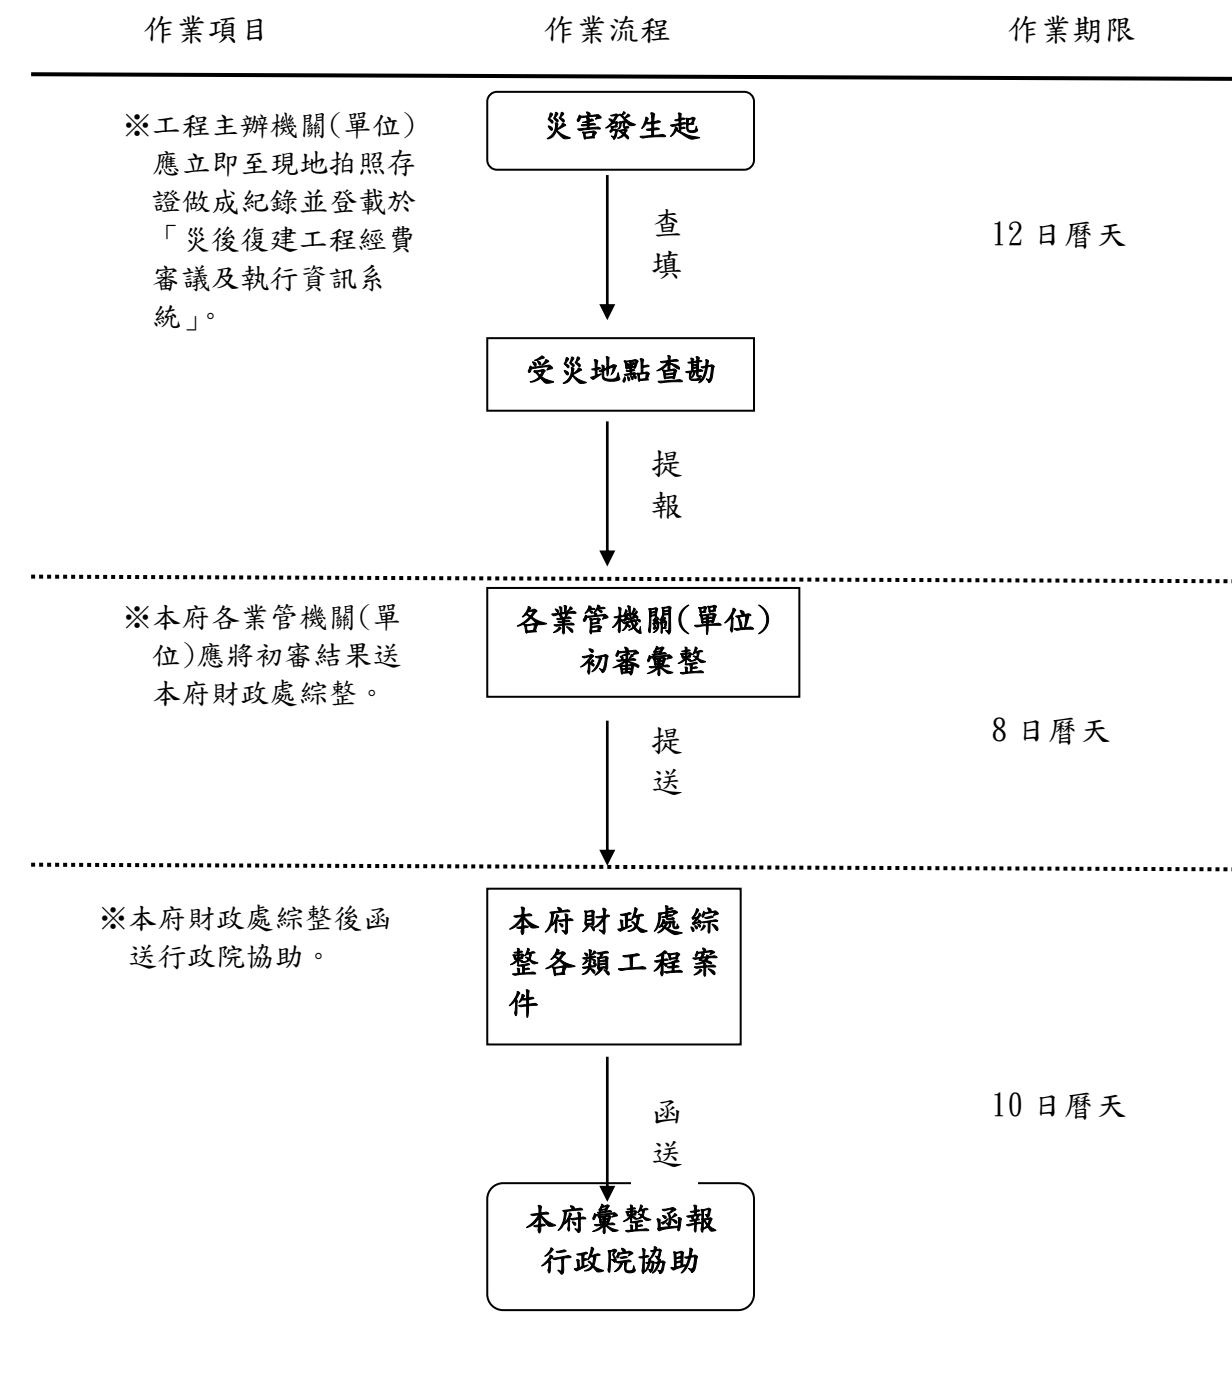 作業項目
作業流程
作業期限
※工程主辦機關(單位)
應立即至現地拍照存
證做成紀錄並登載於
「災後復建工程經費
審議及執行資訊系
統」。
災害發生起
查
填
12 日曆天
受災地點查勘
提
報
※本府各業管機關(單
位)應將初審結果送
本府財政處綜整。
各業管機關(單位)
初審彙整
提
送
8 日曆天
※本府財政處綜整後函
送行政院協助。
本府財政處綜
整各類工程案
件
函
送
10 日曆天
本府彙整函報
行政院協助